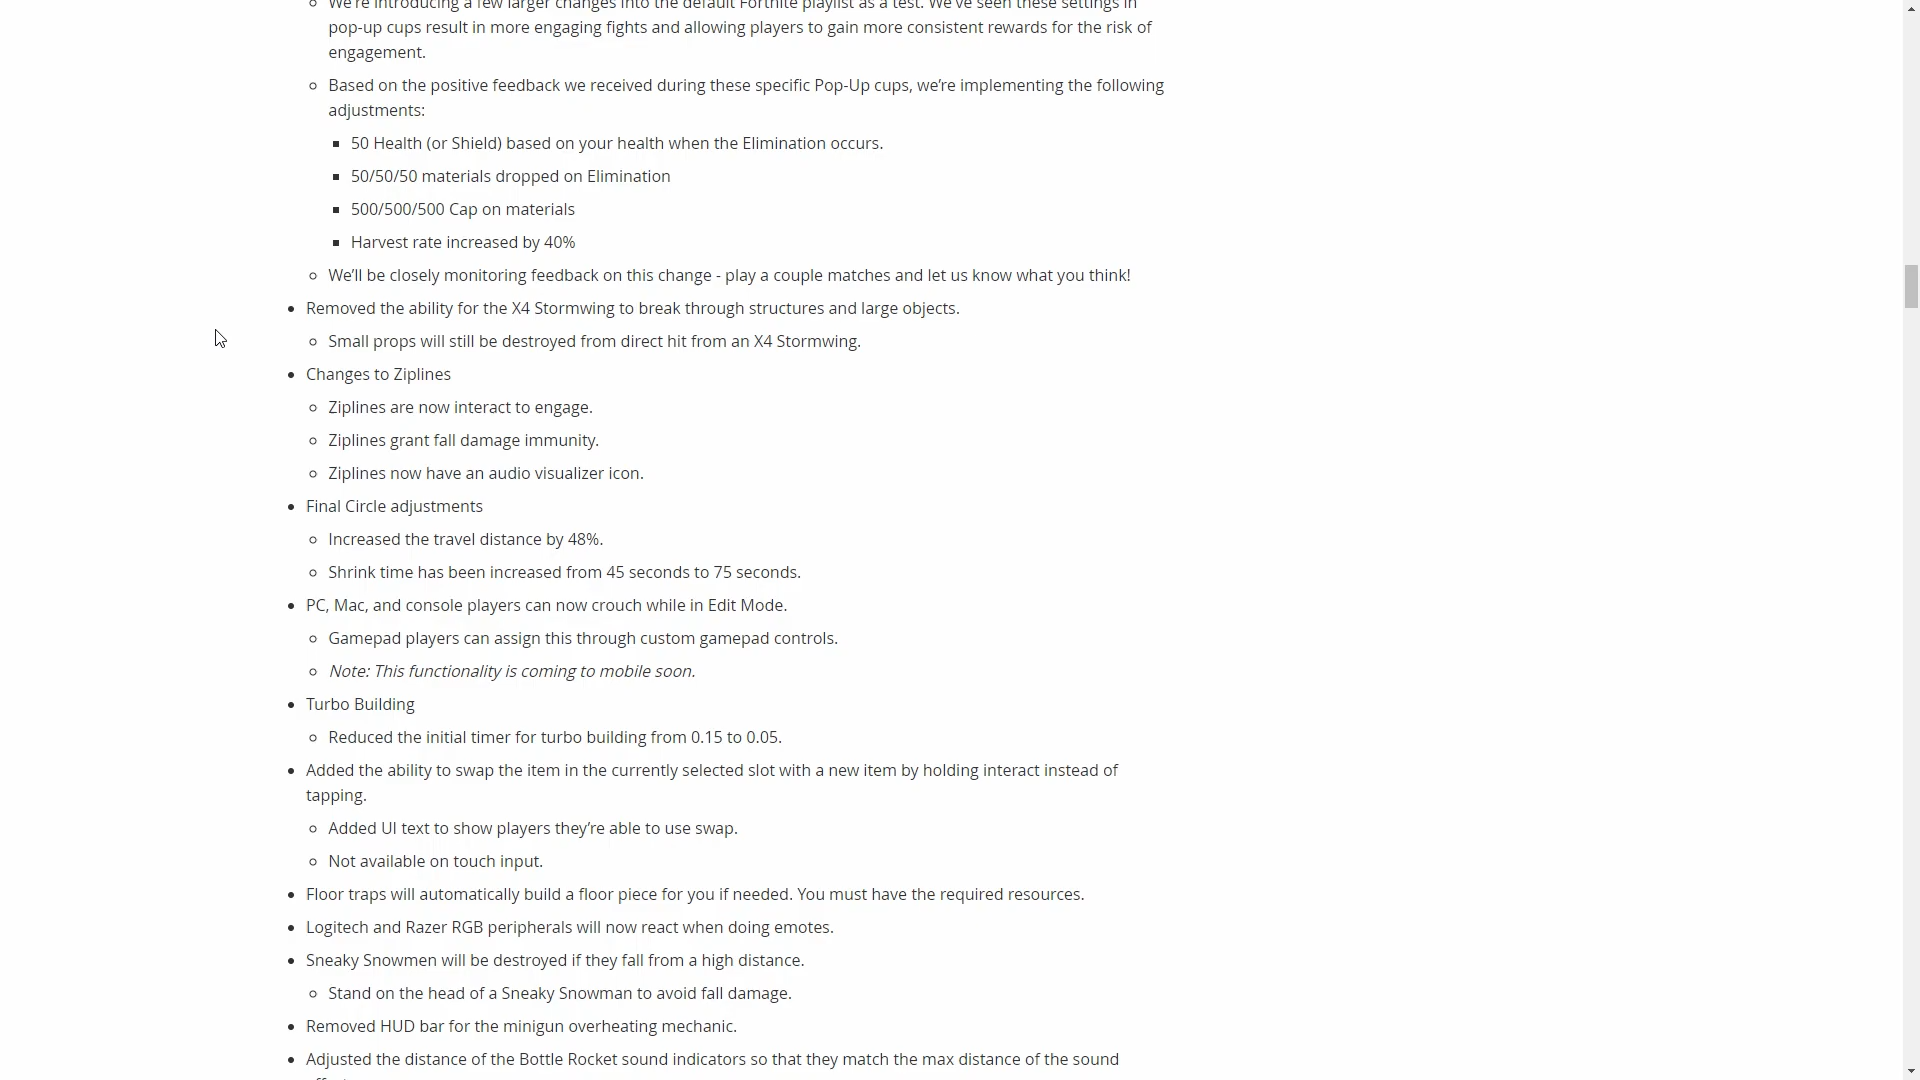 We're introducing a few larger changes into the default Fortnite playlist as a test. We've seen these settings in
pop-up cups result in more engaging fights and allowing players to gain more consistent rewards for the risk of
engagement.
Based on the positive feedback we received during these specific Pop-Up cups, we're implementing the following
adjustments:
50 Health (or Shield) based on your health when the Elimination occurs.
50/50/50 materials dropped on Elimination
500/500/500 Cap on materials
Harvest rate increased by 40%
We'll be closely monitoring feedback on this change - play a couple matches and let us know what you think!
Removed the ability for the X4 Stormwing to break through structures and large objects.
Small props will still be destroyed from direct hit from an X4 Stormwing.
Changes to Ziplines
Ziplines are now interact to engage.
Ziplines grant fall damage immunity.
Ziplines now have an audio visualizer icon.
Final Circle adjustments
Increased the travel distance by 48%.
Shrink time has been increased from 45 seconds to 75 seconds.
PC, Mac, and console players can now crouch while in Edit Mode.
Gamepad players can assign this through custom gamepad controls.
Note: This functionality is coming to mobile soon.
Turbo Building
Reduced the initial timer for turbo building from 0.15 to 0.05.
Added the ability to swap the item in the currently selected slot with a new item by holding interact instead of
tapping.
Added UI text to show players they're able to use swap.
Not available on touch input.
Floor traps will automatically build a floor piece for you if needed. You must have the required resources.
Logitech and Razer RGB peripherals will now react when doing emotes.
Sneaky Snowmen will be destroyed if they fall from a high distance.
Stand on the head of a Sneaky Snowman to avoid fall damage.
Removed HUD bar for the minigun overheating mechanic.
Adjusted the distance of the Bottle Rocket sound indicators so that they match the max distance of the sound